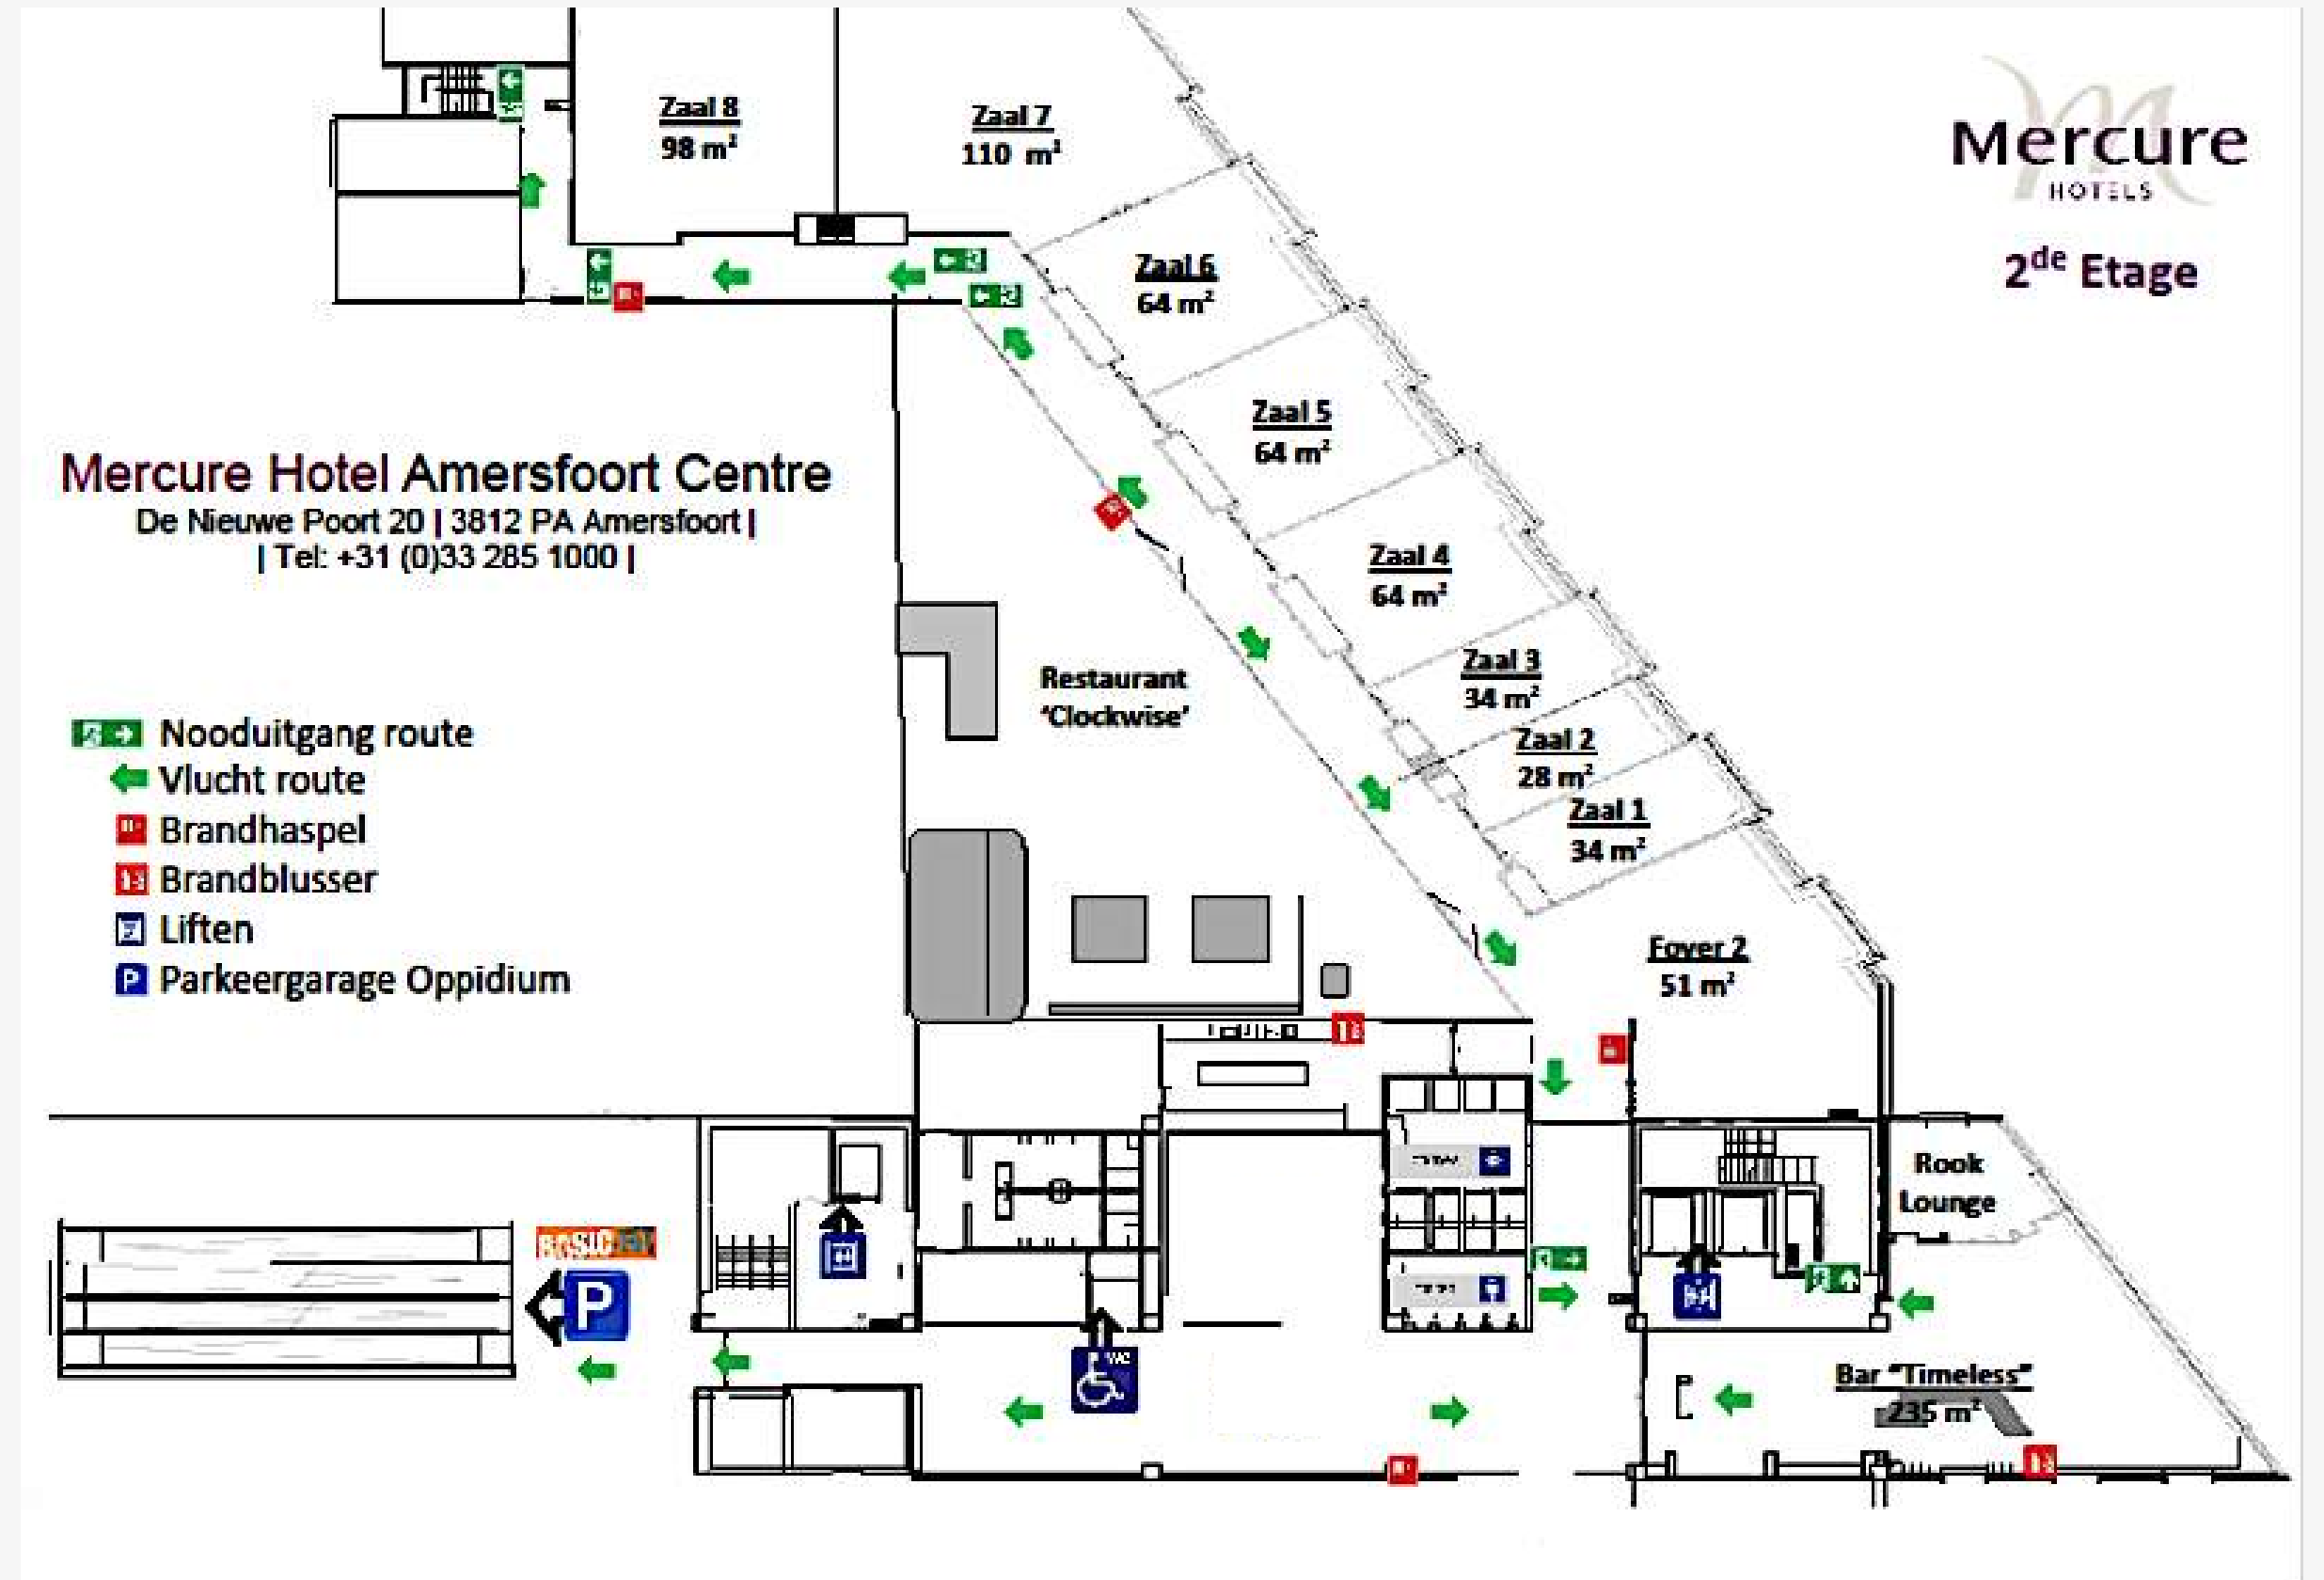 Mercure
HOTELS
2de Etage
Zaal 8
98 m²
Zaal 7
110 m²
Zaal 6
64 m²
Zaal 5
64 m²
Zaal 4
64 m²
Zaal 3
34 m²
Zaal 2
28 m²
Zaal 1
34 m²
Mercure Hotel Amersfoort Centre
De Nieuwe Poort 20 | 3812 PA Amersfoort |
| Tel: +31 (0)33 285 1000 |
Restaurant
‘Clockwise’
Nooduitgang route
Vlucht route
Brandhaspel
Brandblusser
Liften
P Parkeergarage Oppidium
Foyer 2
51 m²
Rook
Lounge
P
WC
Bar "Timeless"
235 m²